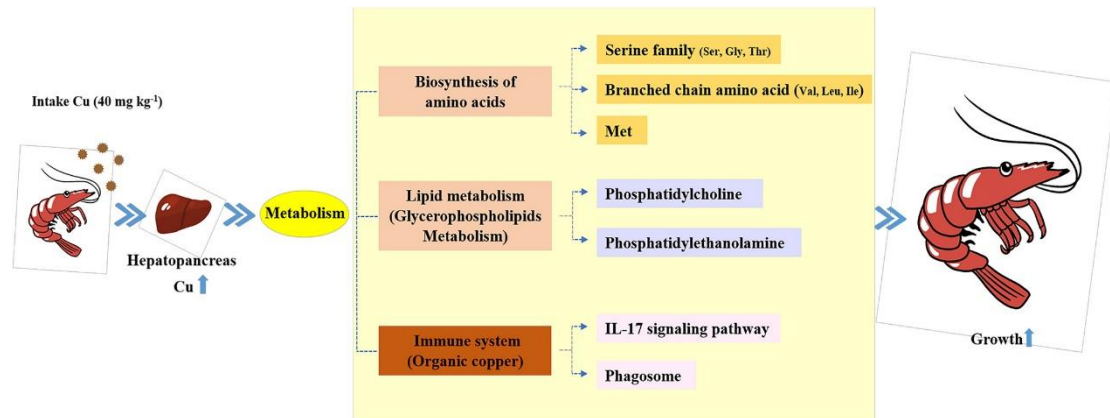 Intake Cu (40 mg kg⁻¹)
Hepatopancreas
Cu
Metabolism
Biosynthesis of
amino acids
Serine family (Ser, Gly, Thr)
Branched chain amino acid (Val, Leu, Ile)
Met
Lipid metabolism
(Glycerophospholipids
Metabolism)
Phosphatidylcholine
Phosphatidylethanolamine
Immune system
(Organic copper)
IL-17 signaling pathway
Phagosome
Growth